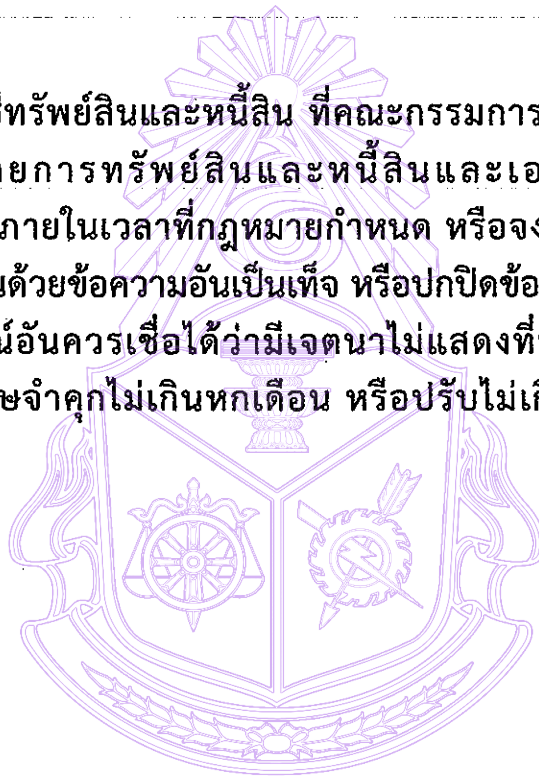 ทรัพย์สินและหนี้สิน ที่คณะกรรมการ
ยการทรัพย์สินและหนี้สินและเอ
ภายในเวลาที่กฎหมายกำหนด หรือจง
ด้วยข้อความอันเป็นเท็จ หรือปกปิดข้อ
อันควรเชื่อได้ว่ามีเจตนาไม่แสดงที่
ษจำคุกไม่เกินหกเดือน หรือปรับไม่เกิ